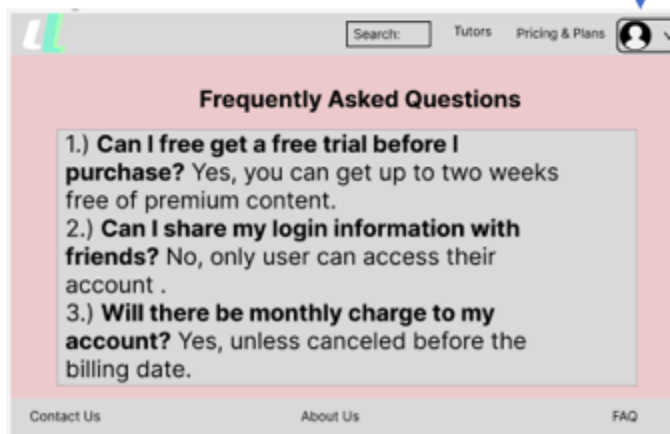 Search:
Tutors
Pricing & Plans
Frequently Asked Questions
1.) Can I free get a free trial before I
purchase? Yes, you can get up to two weeks
free of premium content.
2.) Can I share my login information with
friends? No, only user can access their
account .
3.) Will there be monthly charge to my
account? Yes, unless canceled before the
billing date.
Contact Us
About Us
FAQ